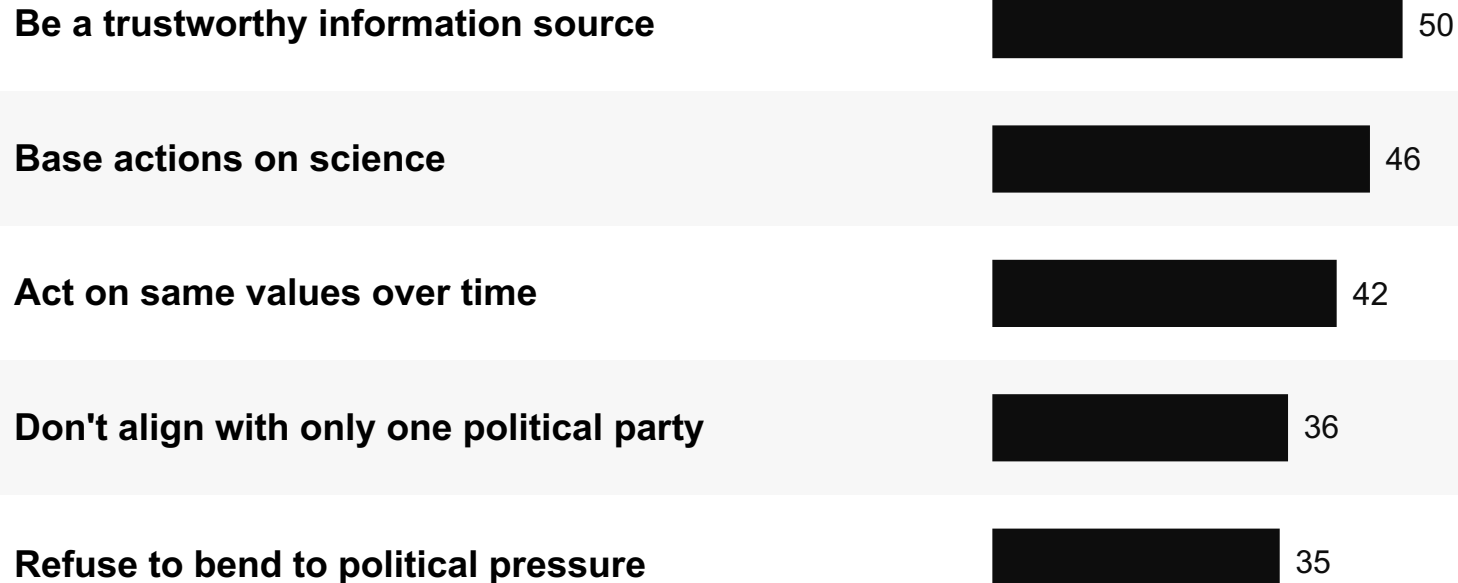 Be a trustworthy information source 50
Base actions on science 46
Act on same values over time 42
Don't align with only one political party 36
Refuse to bend to political pressure 35